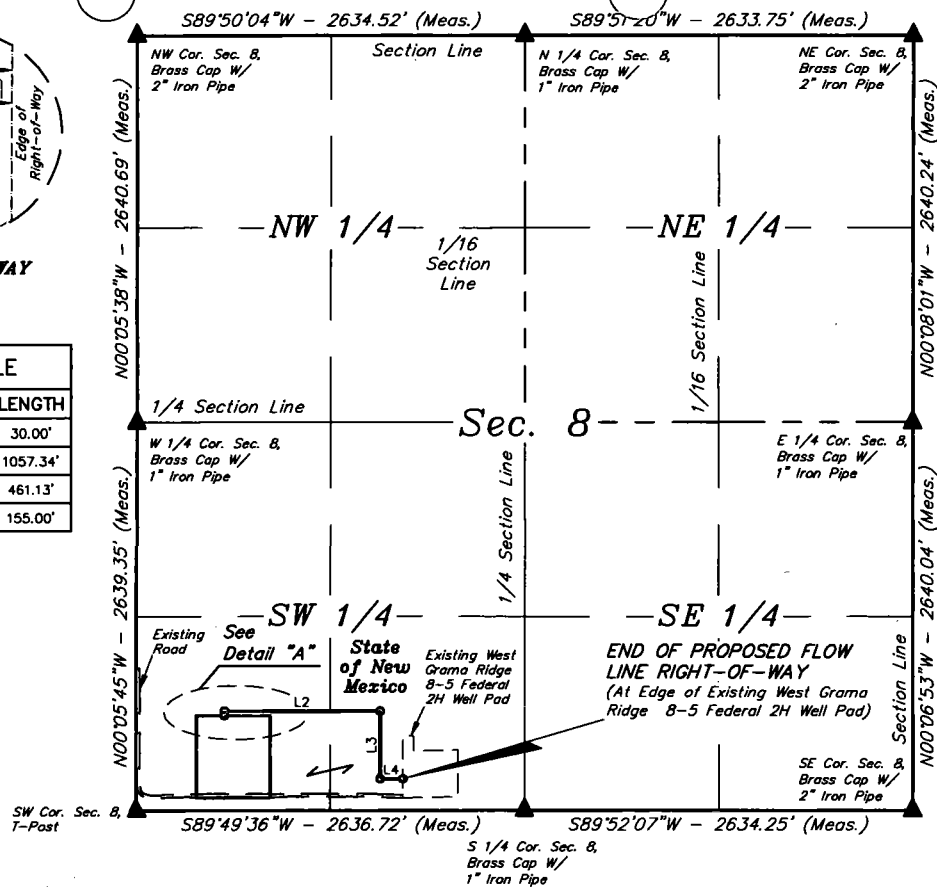 S89°50'04"W - 2634.52' (Meas.)
S89°51'20"W - 2633.75' (Meas.)
NW Cor. Sec. 8,
Brass Cap W/
2" Iron Pipe
Section Line
N 1/4 Cor. Sec. 8,
Brass Cap W/
1" Iron Pipe
NE Cor. Sec. 8,
Brass Cap W/
2" Iron Pipe
Edge of
Right-of-Way
N00°05'38"W - 2640.69' (Meas.)
N00°08'01"W - 2640.24' (Meas.)
NW 1/4
NE 1/4
1/16
Section
Line
1/16 Section Line
WAY
LE
LENGTH
30.00'
1057.34'
461.13'
155.00'
1/4 Section Line
Sec. 8
W 1/4 Cor. Sec. 8,
Brass Cap W/
1" Iron Pipe
E 1/4 Cor. Sec. 8,
Brass Cap W/
1" Iron Pipe
N00°05'45"W - 2639.35' (Meas.)
1/4 Section Line
N00°06'53"W - 2640.04' (Meas.)
SW 1/4
SE 1/4
Existing
Road
See
Detail "A"
State
of New
Mexico
Existing West
Grama Ridge
8-5 Federal
2H Well Pad
END OF PROPOSED FLOW
LINE RIGHT-OF-WAY
(At Edge of Existing West Grama
Ridge 8-5 Federal 2H Well Pad)
Section Line
L2
L3
L4
SE Cor. Sec. 8,
Brass Cap W/
2" Iron Pipe
SW Cor. Sec. 8,
T-Post
S89°49'36"W - 2636.72' (Meas.)
S89°52'07"W - 2634.25' (Meas.)
S 1/4 Cor. Sec. 8,
Brass Cap W/
1" Iron Pipe